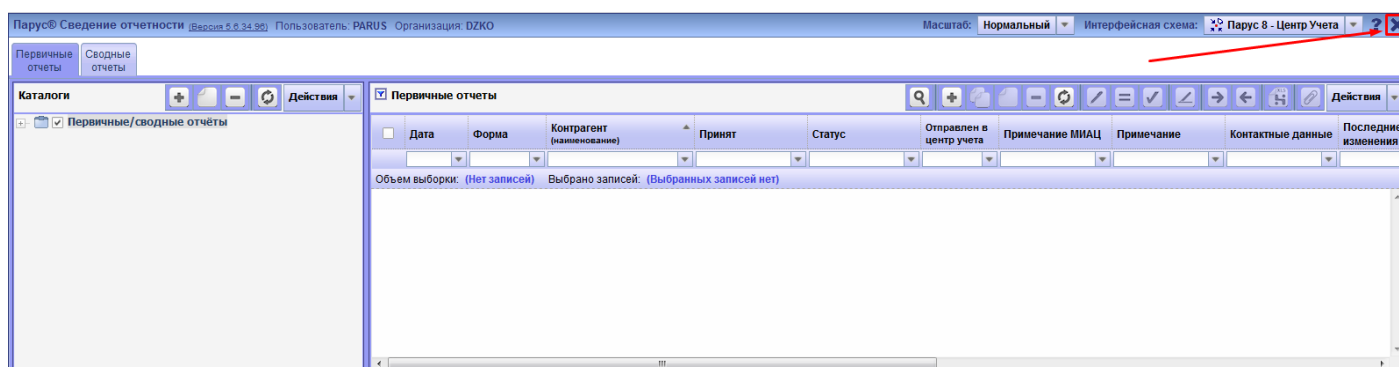 Парус® Сведение отчетности (Версия 5.6.34.96) Пользователь: PARUS Организация: DZKO Масштаб: Нормальный Интерфейсная схема: Парус 8 - Центр Учета ?
Первичные отчеты
Сводные отчеты
Каталоги Действия
Первичные/сводные отчёты
Первичные отчеты Действия
Дата Форма Контрагент (наименование) Принят Статус Отправлен в центр учета Примечание МИАЦ Примечание Контактные данные Последние изменения
Объем выборки: (Нет записей) Выбрано записей: (Выбранных записей нет)